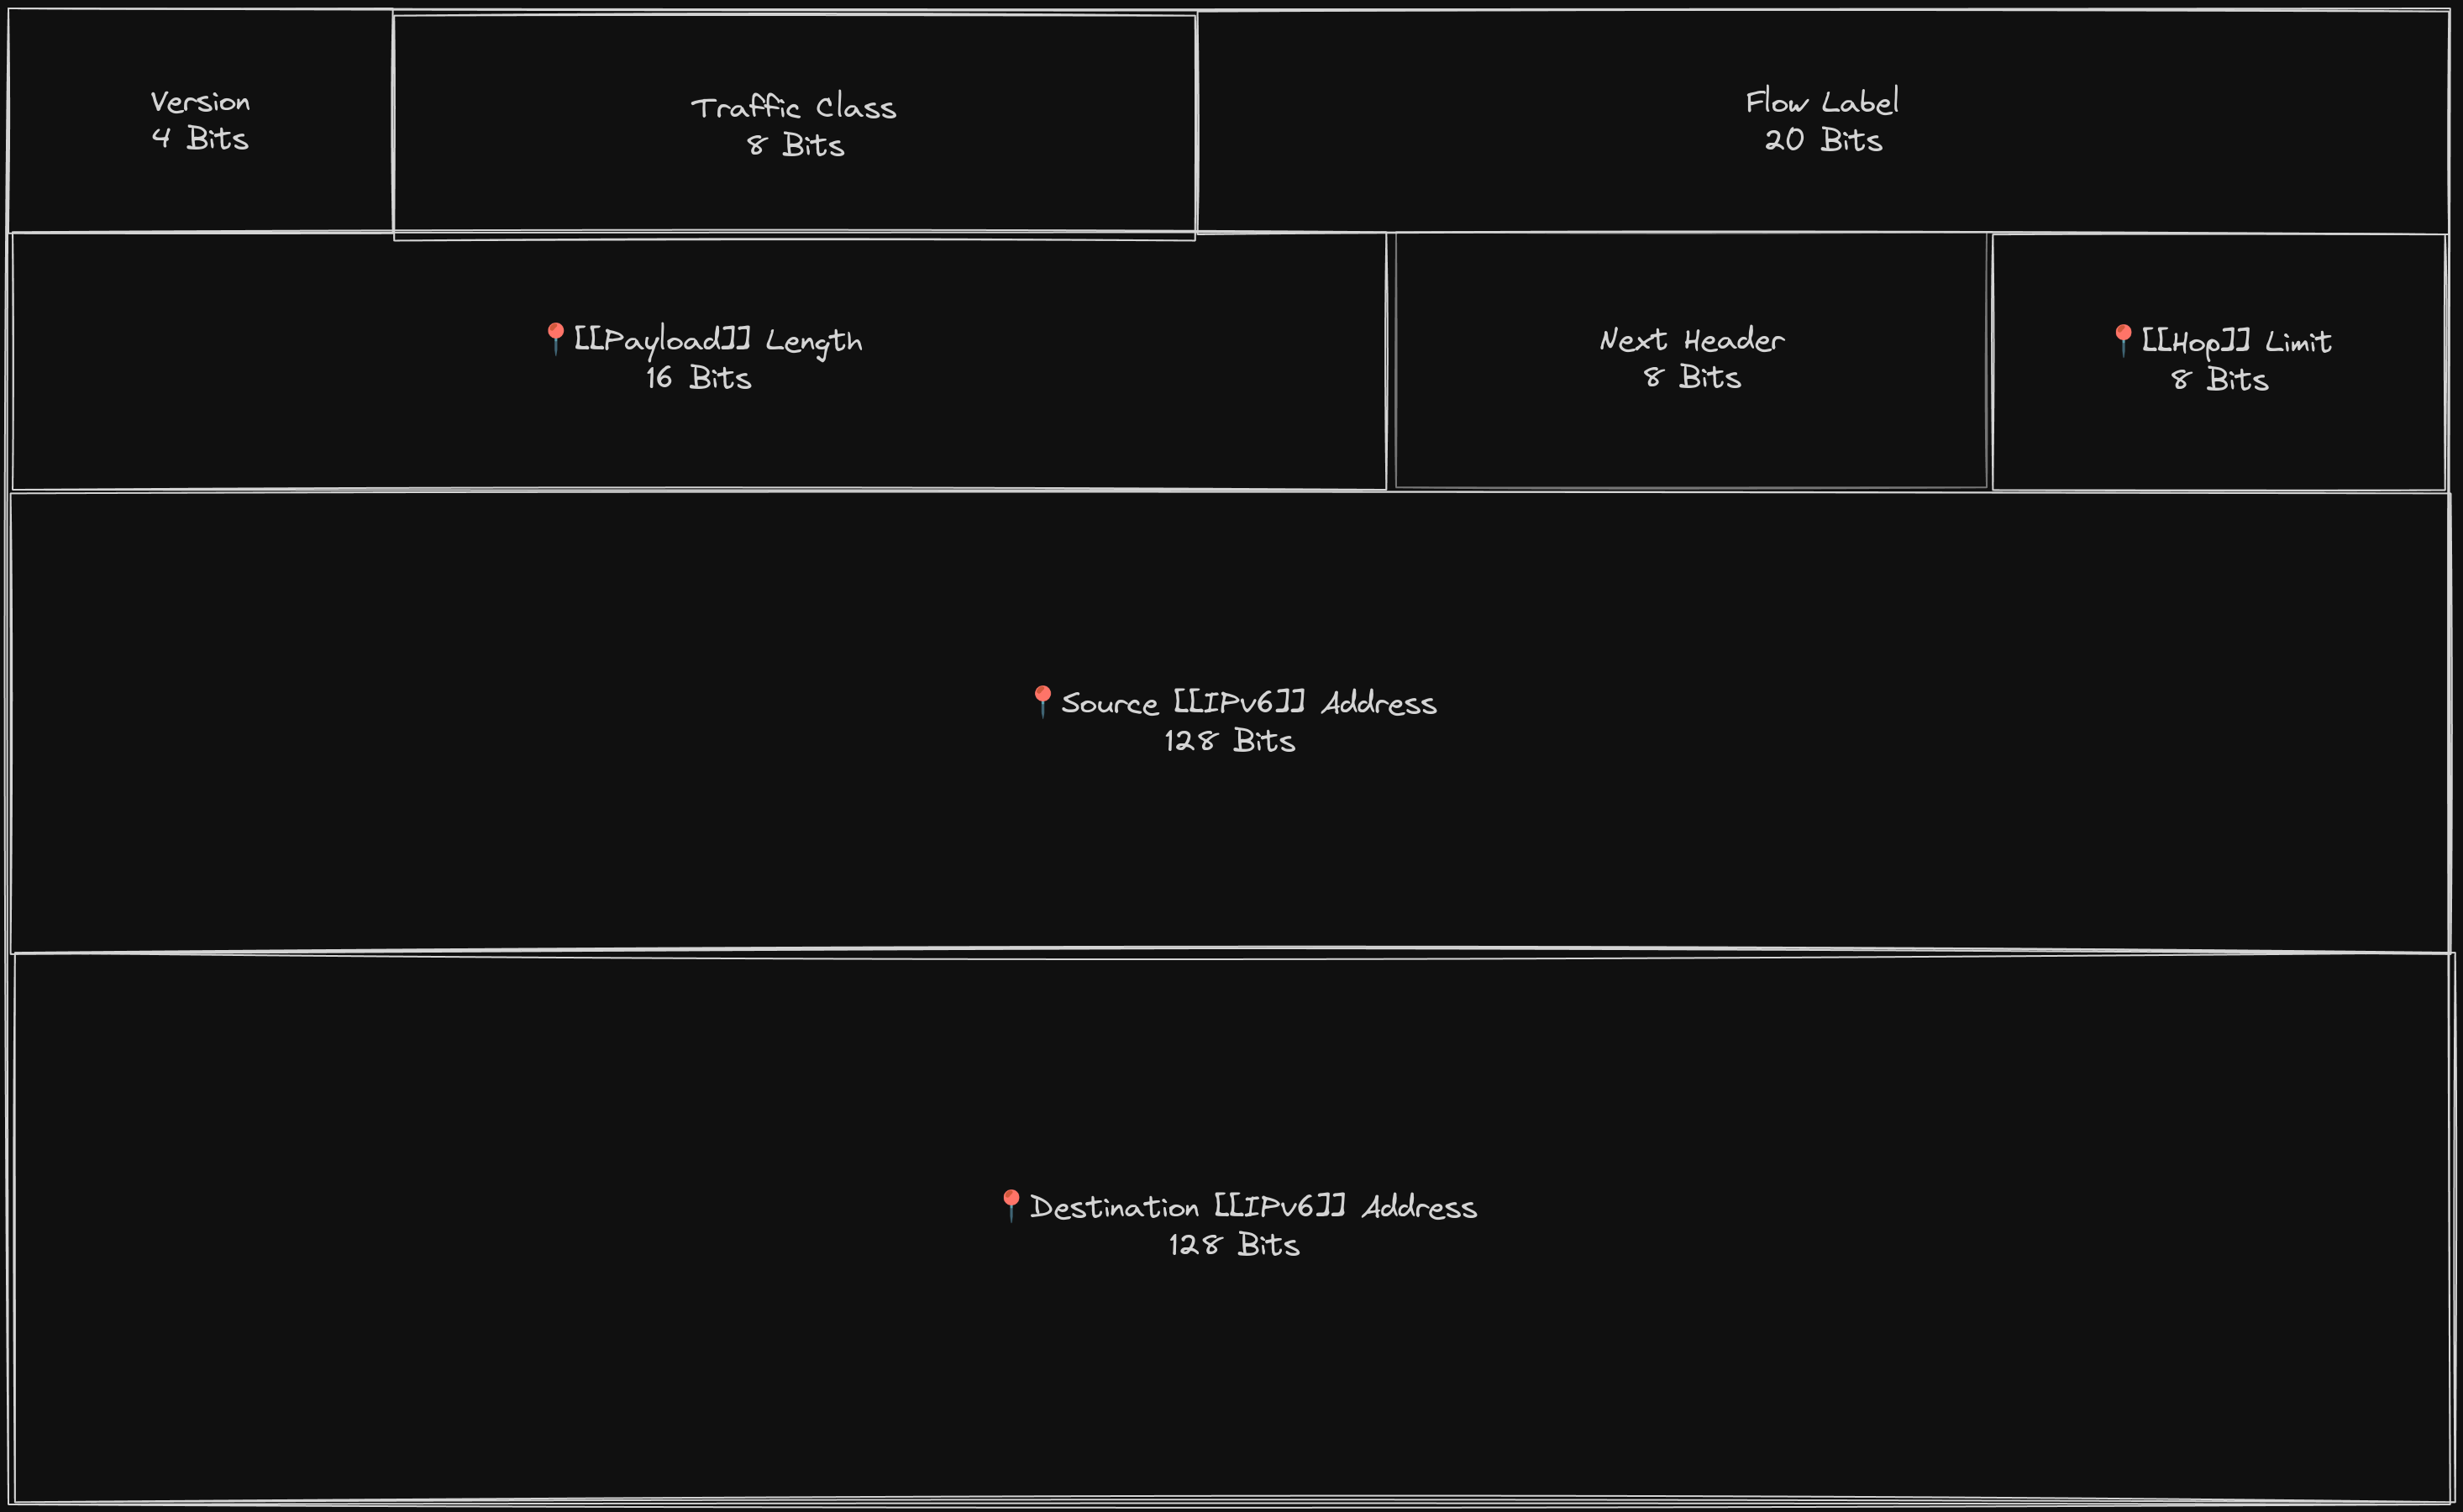 Version
4 Bits
Traffic Class
8 Bits
Flow Label
20 Bits
📍[[Payload]] Length
16 Bits
Next Header
8 Bits
📍[[Hop]] Limit
8 Bits
📍Source [[IPv6]] Address
128 Bits
📍Destination [[IPv6]] Address
128 Bits